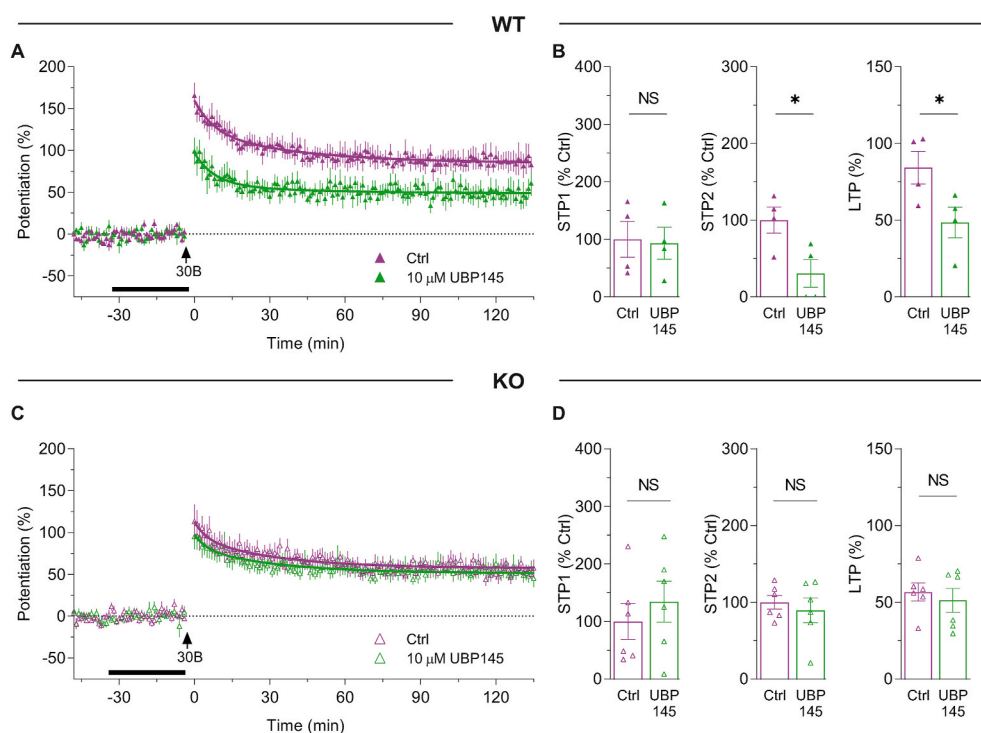 WT
A
Potentiation (%)
200
150
100
50
0
-50
30B
Ctrl
10 μM UBP145
-30
0
30
60
90
120
Time (min)
B
STP1 (% Ctrl)
400
300
200
100
0
NS
Ctrl
UBP
145
STP2 (% Ctrl)
300
200
100
0
*
Ctrl
UBP
145
LTP (%)
150
100
50
0
*
Ctrl
UBP
145
KO
C
Potentiation (%)
200
150
100
50
0
-50
30B
Ctrl
10 μM UBP145
-30
0
30
60
90
120
Time (min)
D
STP1 (% Ctrl)
400
300
200
100
0
NS
Ctrl
UBP
145
STP2 (% Ctrl)
300
200
100
0
NS
Ctrl
UBP
145
LTP (%)
150
100
50
0
NS
Ctrl
UBP
145